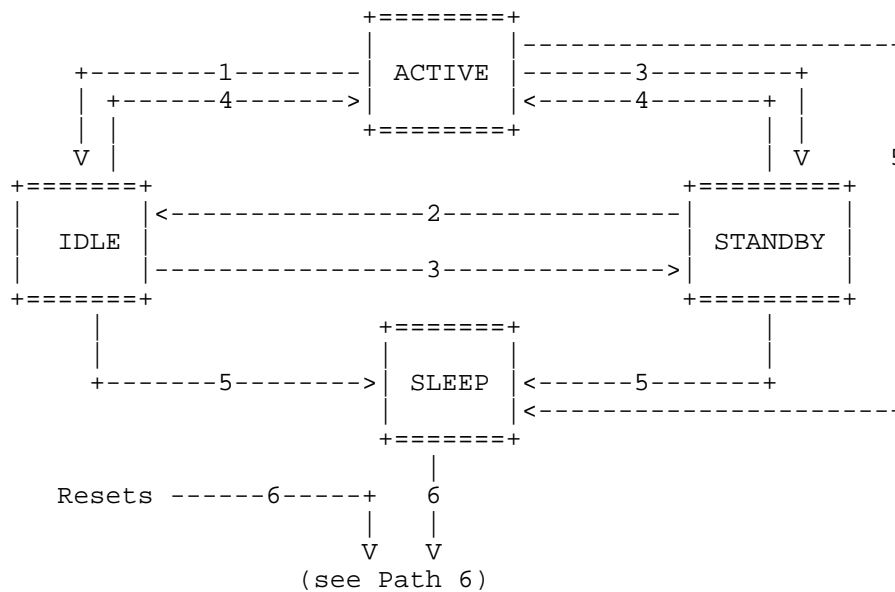 1 ACTIVE 3
4 4
5
2
IDLE STANDBY
3
5 SLEEP 5
Resets 6 6
(see Path 6)